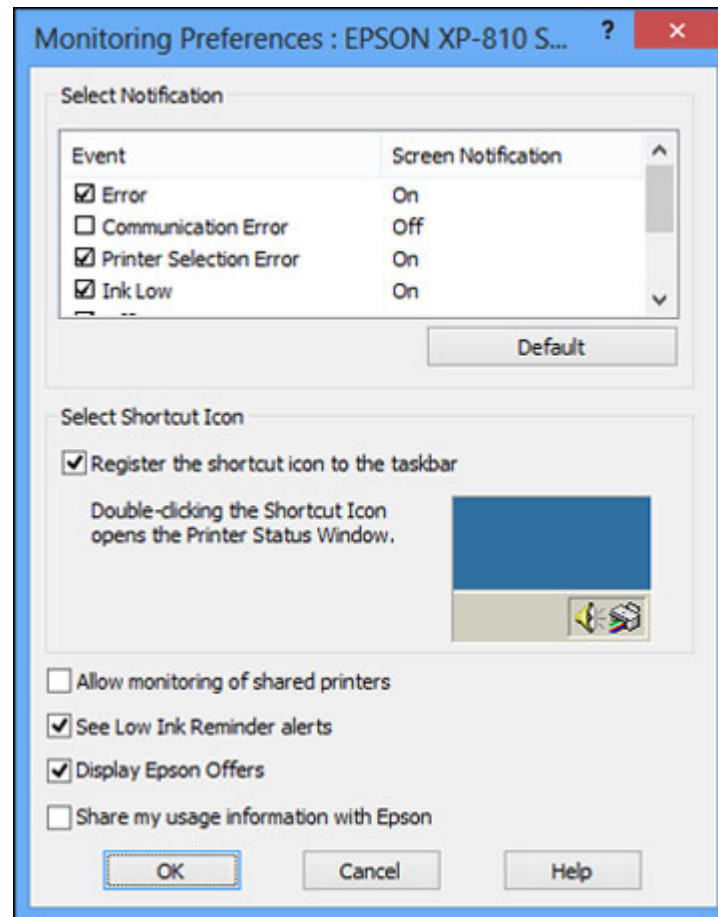 Monitoring Preferences : EPSON XP-810 S... ? ×
Select Notification
Event Screen Notification
Error On
Communication Error Off
Printer Selection Error On
Ink Low On
Default
Select Shortcut Icon
Register the shortcut icon to the taskbar
Double-clicking the Shortcut Icon
opens the Printer Status Window.
Allow monitoring of shared printers
See Low Ink Reminder alerts
Display Epson Offers
Share my usage information with Epson
OK Cancel Help